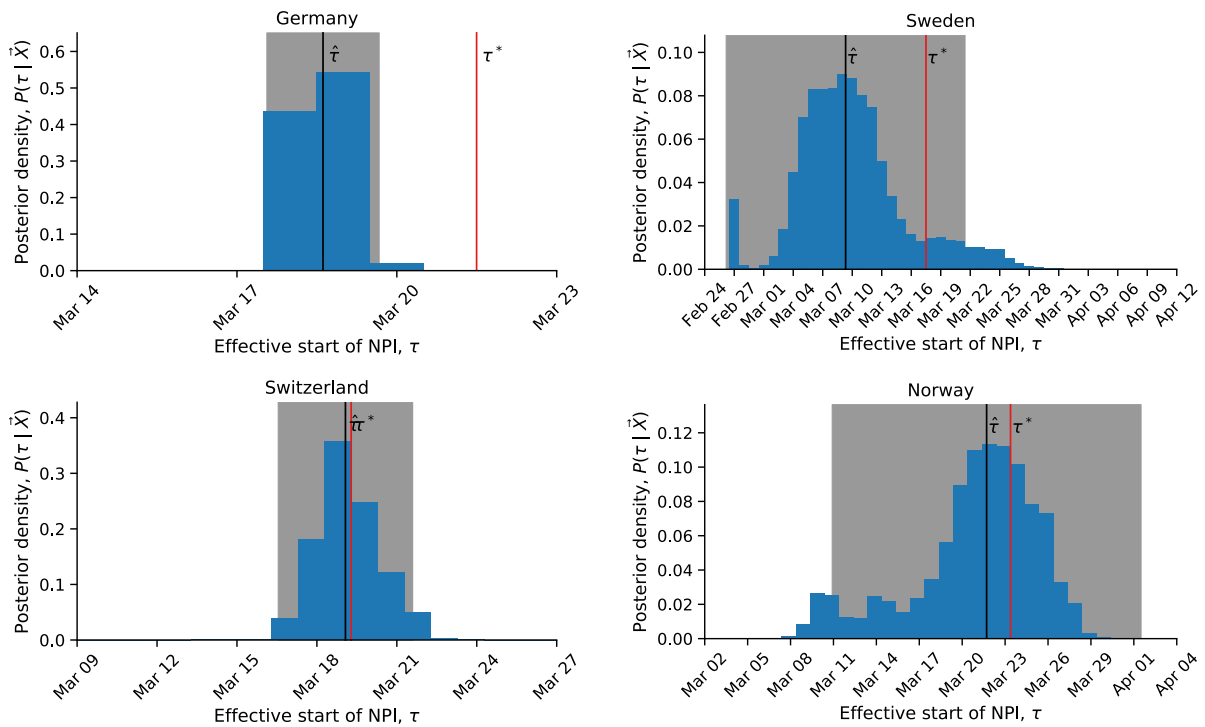 Germany
Posterior density, P(τ | X⃗)
0.6
0.5
0.4
0.3
0.2
0.1
0.0
τ̂
τ*
Mar 14
Mar 17
Mar 20
Mar 23
Effective start of NPI, τ
Sweden
Posterior density, P(τ | X⃗)
0.10
0.08
0.06
0.04
0.02
0.00
τ̂
τ*
Feb 24
Feb 27
Mar 01
Mar 04
Mar 07
Mar 10
Mar 13
Mar 16
Mar 19
Mar 22
Mar 25
Mar 28
Mar 31
Apr 03
Apr 06
Apr 09
Apr 12
Effective start of NPI, τ
Switzerland
Posterior density, P(τ | X⃗)
0.4
0.3
0.2
0.1
0.0
τ̂
τ*
Mar 09
Mar 12
Mar 15
Mar 18
Mar 21
Mar 24
Mar 27
Effective start of NPI, τ
Norway
Posterior density, P(τ | X⃗)
0.12
0.10
0.08
0.06
0.04
0.02
0.00
τ̂
τ*
Mar 02
Mar 05
Mar 08
Mar 11
Mar 14
Mar 17
Mar 20
Mar 23
Mar 26
Mar 29
Apr 01
Apr 04
Effective start of NPI, τ